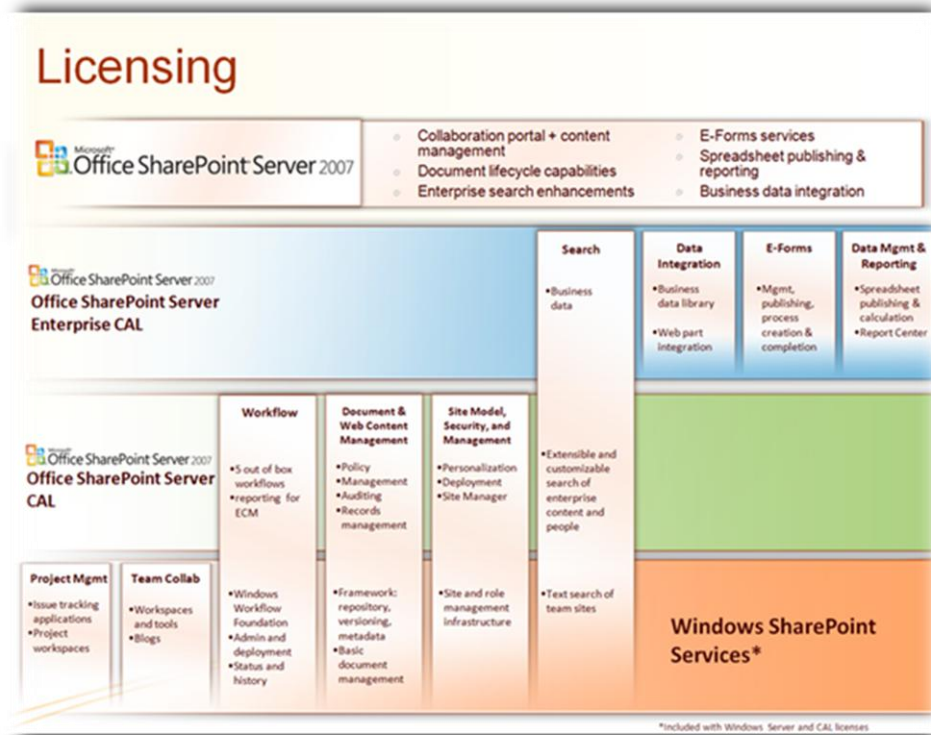 Licensing
Microsoft®
Office SharePoint Server 2007
Collaboration portal + content
management
Document lifecycle capabilities
Enterprise search enhancements
E-Forms services
Spreadsheet publishing &
reporting
Business data integration
Office SharePoint Server 2007
Office SharePoint Server
Enterprise CAL
Search
•Business
data
Data
Integration
•Business
data library
•Web part
integration
E-Forms
•Mgmt,
publishing,
process
creation &
completion
Data Mgmt &
Reporting
•Spreadsheet
publishing &
calculation
•Report Center
Office SharePoint Server 2007
Office SharePoint Server
CAL
Workflow
•5 out of box
workflows
•reporting for
ECM
Document &
Web Content
Management
•Policy
•Management
•Auditing
•Records
management
Site Model,
Security, and
Management
•Personalization
•Deployment
•Site Manager
•Extensible and
customizable
search of
enterprise
content and
people
Project Mgmt
•Issue tracking
applications
•Project
workspaces
Team Collab
•Workspaces
and tools
•Blogs
•Windows
Workflow
Foundation
•Admin and
deployment
•Status and
history
•Framework:
repository,
versioning,
metadata
•Basic
document
management
•Site and role
management
infrastructure
•Text search of
team sites
Windows SharePoint
Services*
*Included with Windows Server and CAL licenses